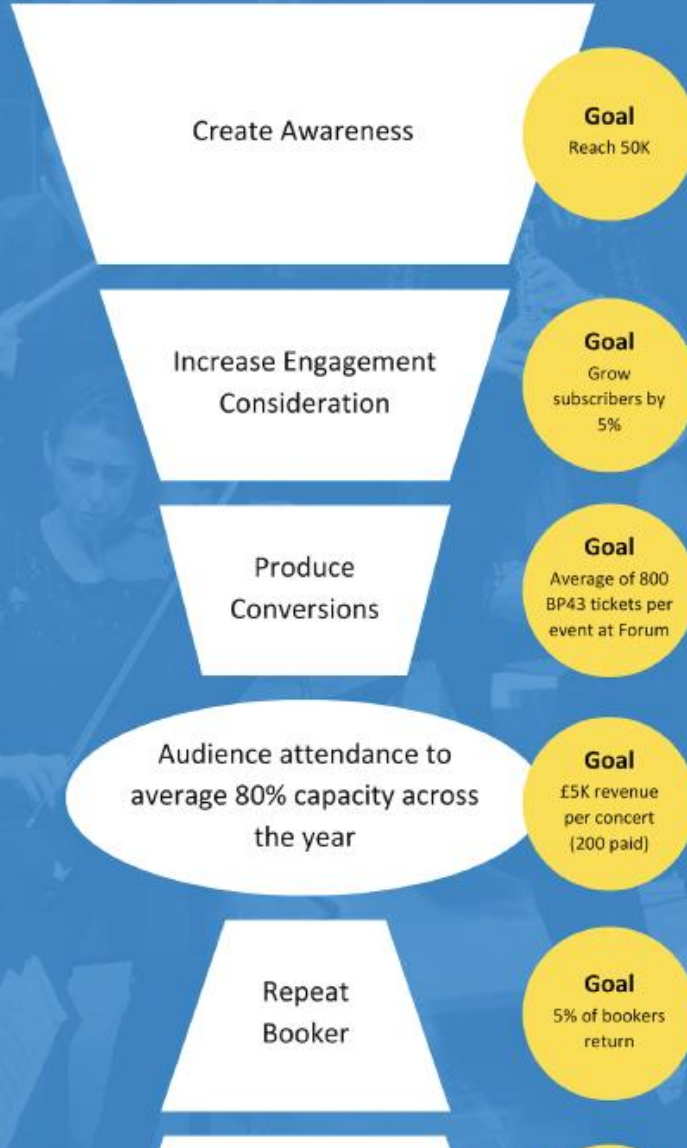 Create Awareness
Goal
Reach 50K
Increase Engagement
Consideration
Goal
Grow
subscribers by
5%
Produce
Conversions
Goal
Average of 800
BP43 tickets per
event at Forum
Audience attendance to
average 80% capacity across
the year
Goal
£5K revenue
per concert
(200 paid)
Repeat
Booker
Goal
5% of bookers
return